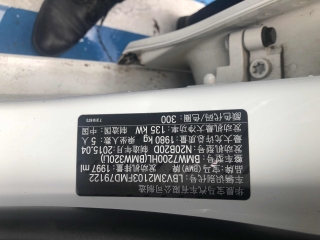 华晨宝马汽车有限公司制造
车辆识别代号 LBV3M2103FMD79122
品牌 宝马(BMW) 发动机排量 1997 ml
整车型号 BMW7200HL(BMW320Li)
发动机型号 N20B20D 制造年月 2015.04
最大允许总质量 1980 kg 乘坐人数 5人
发动机最大净功率 135 kW 制造国 中国
颜色代码(色圈) 300